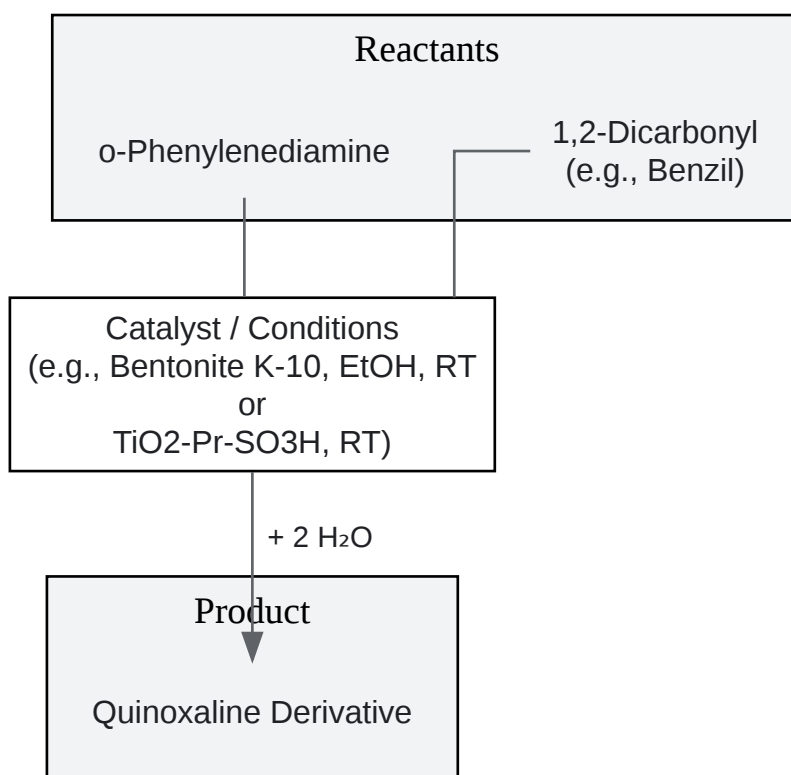 Reactants
o-Phenylenediamine
1,2-Dicarbonyl
(e.g., Benzil)
Catalyst / Conditions
(e.g., Bentonite K-10, EtOH, RT
or
TiO2-Pr-SO3H, RT)
+ 2 H₂O
Product
Quinoxaline Derivative